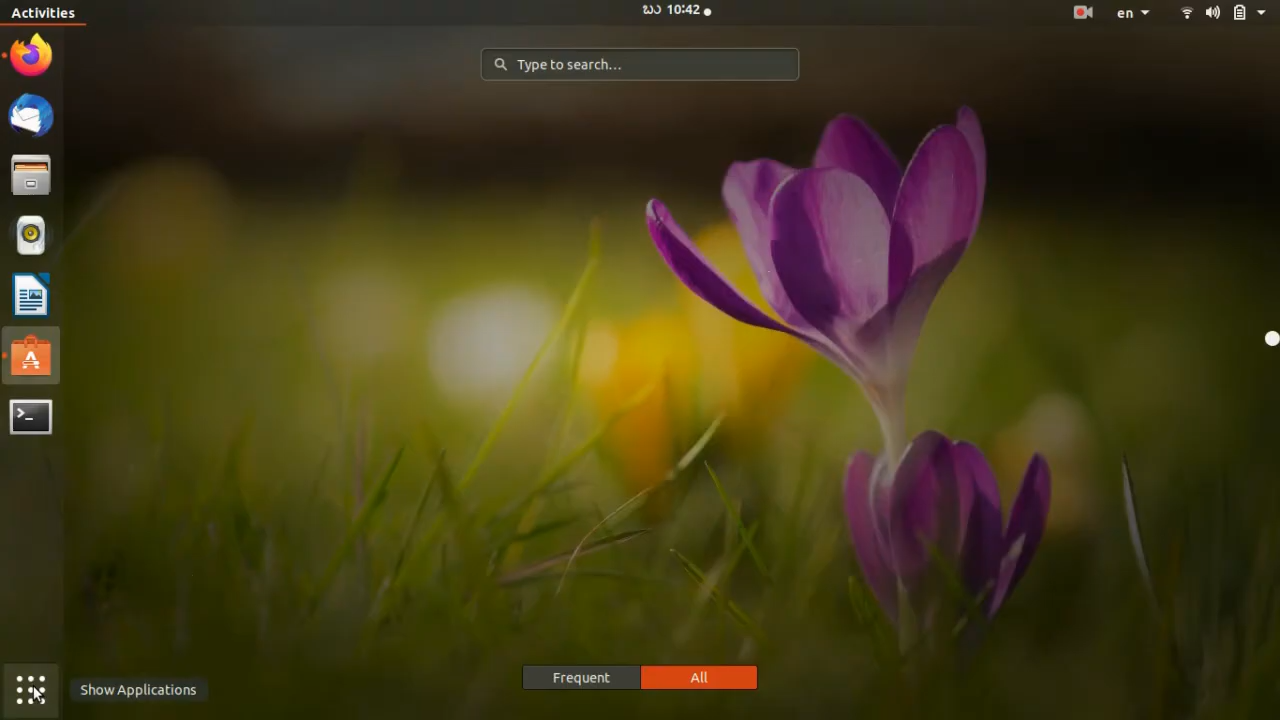 Activities
ඬා 10:42
en
Type to search...
Frequent
All
Show Applications